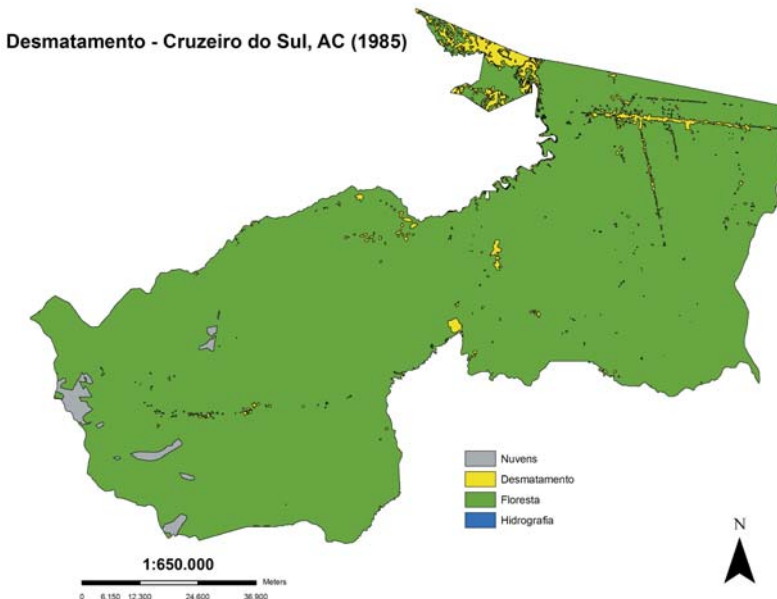 Desmatamento - Cruzeiro do Sul, AC (1985)
Nuvens
Desmatamento
Floresta
Hidrografia
N
1:650.000
Meters
0 6.150 12.300 24.600 36.900